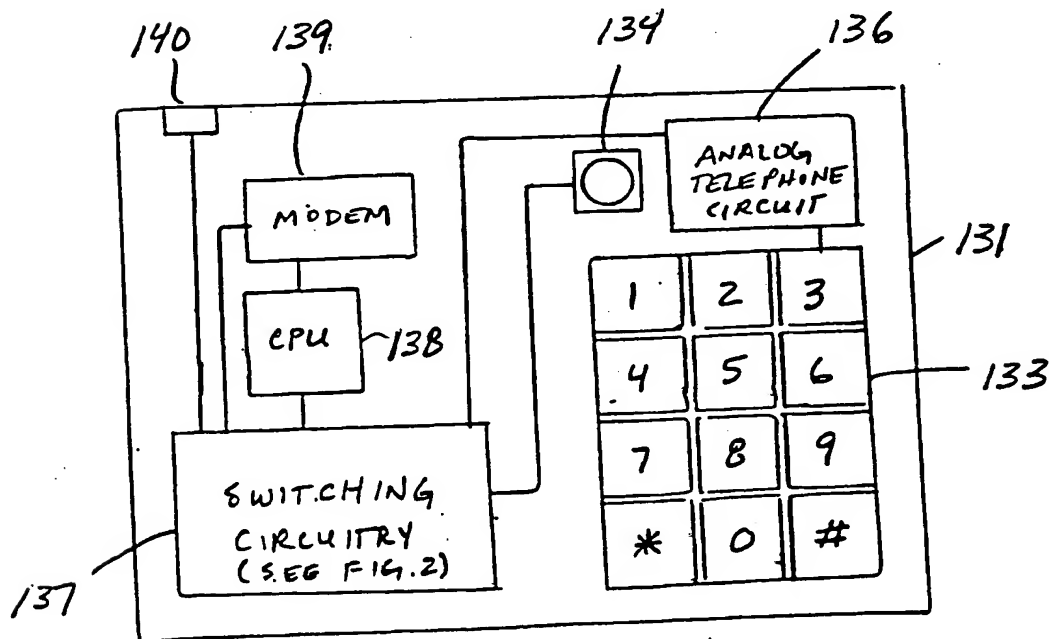 140 139 134 136
ANALOG
TELEPHONE
CIRCUIT
MODEM
131
1 2 3
CPU
138
4 5 6
133
7 8 9
SWITCHING
CIRCUITRY
(SEE FIG. 2)
* 0 #
137